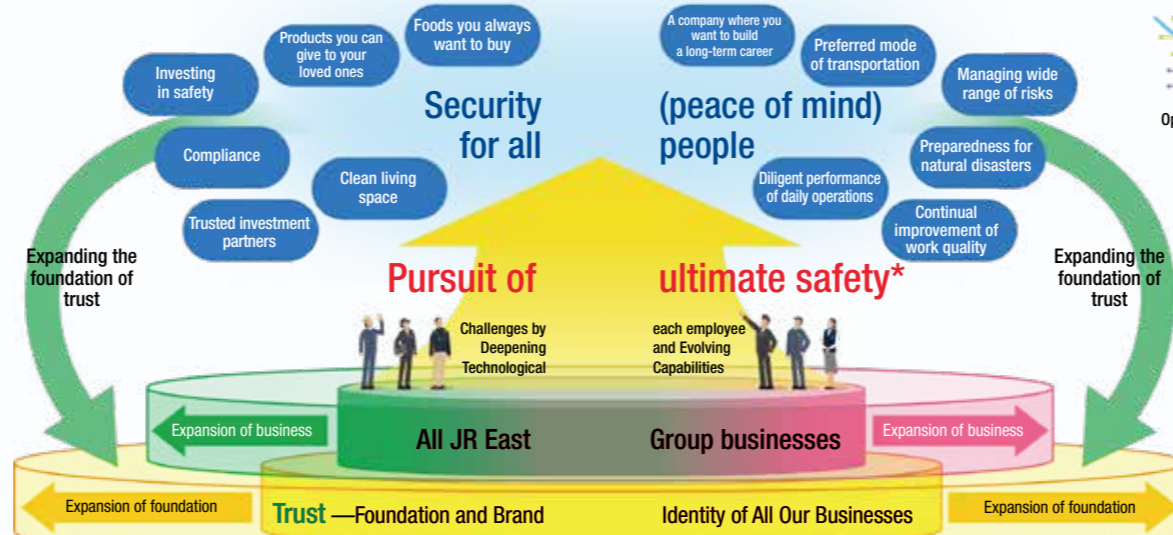 Foods you always
want to buy
A company where you
want to build
a long-term career
Products you can
give to your
loved ones
Preferred mode
of transportation
Investing
in safety
Managing wide
range of risks
Security
for all
(peace of mind)
people
Op
Compliance
Preparedness for
natural disasters
Clean living
space
Diligent performance
of daily operations
Trusted investment
partners
Continual
improvement of
work quality
Expanding the
foundation of
trust
Expanding the
foundation of
trust
Pursuit of
ultimate safety*
Challenges by
Deepening
Technological
each employee
and Evolving
Capabilities
Expansion of business
All JR East
Group businesses
Expansion of business
Expansion of foundation
Trust —Foundation and Brand
Identity of All Our Businesses
Expansion of foundation